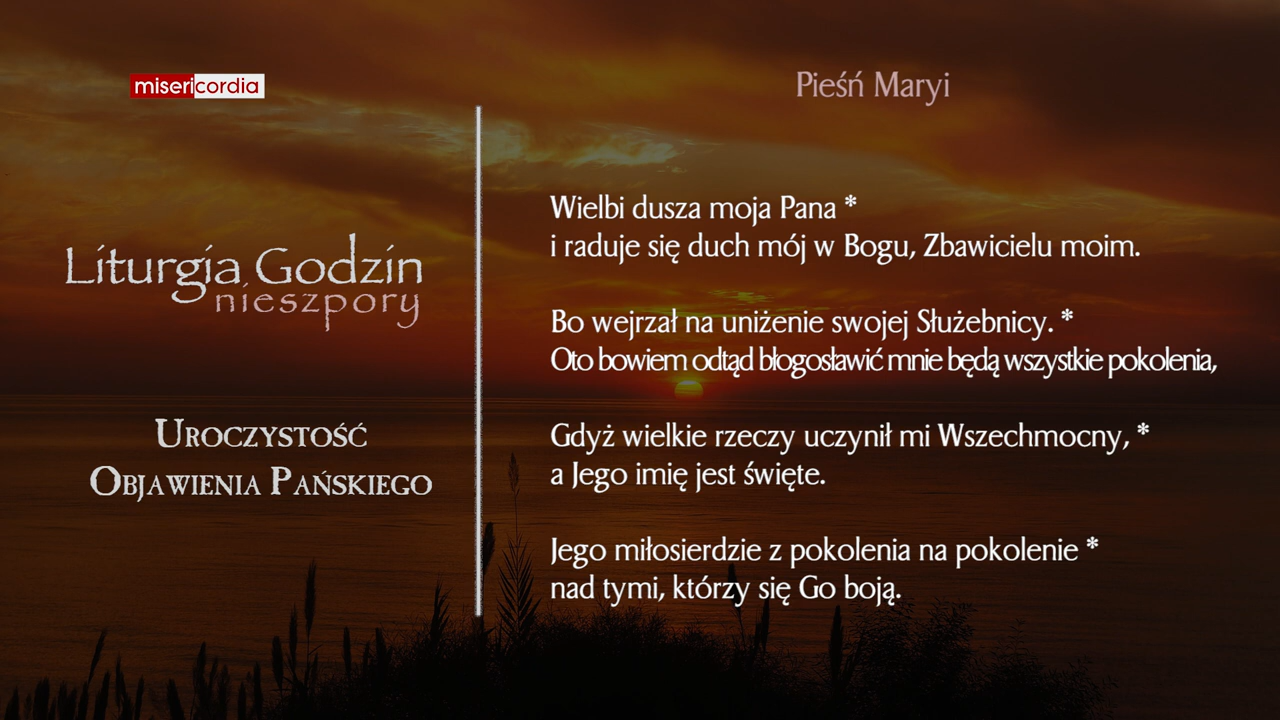 misericordia
Liturgia Godzin
nieszpory
Uroczystość
Objawienia Pańskiego
Pieśń Maryi
Wielbi dusza moja Pana *
i raduje się duch mój w Bogu, Zbawicielu moim.
Bo wejrzał na uniżenie swojej Służebnicy. *
Oto bowiem odtąd błogosławić mnie będą wszystkie pokolenia,
Gdyż wielkie rzeczy uczynił mi Wszechmocny, *
a Jego imię jest święte.
Jego miłosierdzie z pokolenia na pokolenie *
nad tymi, którzy się Go boją.